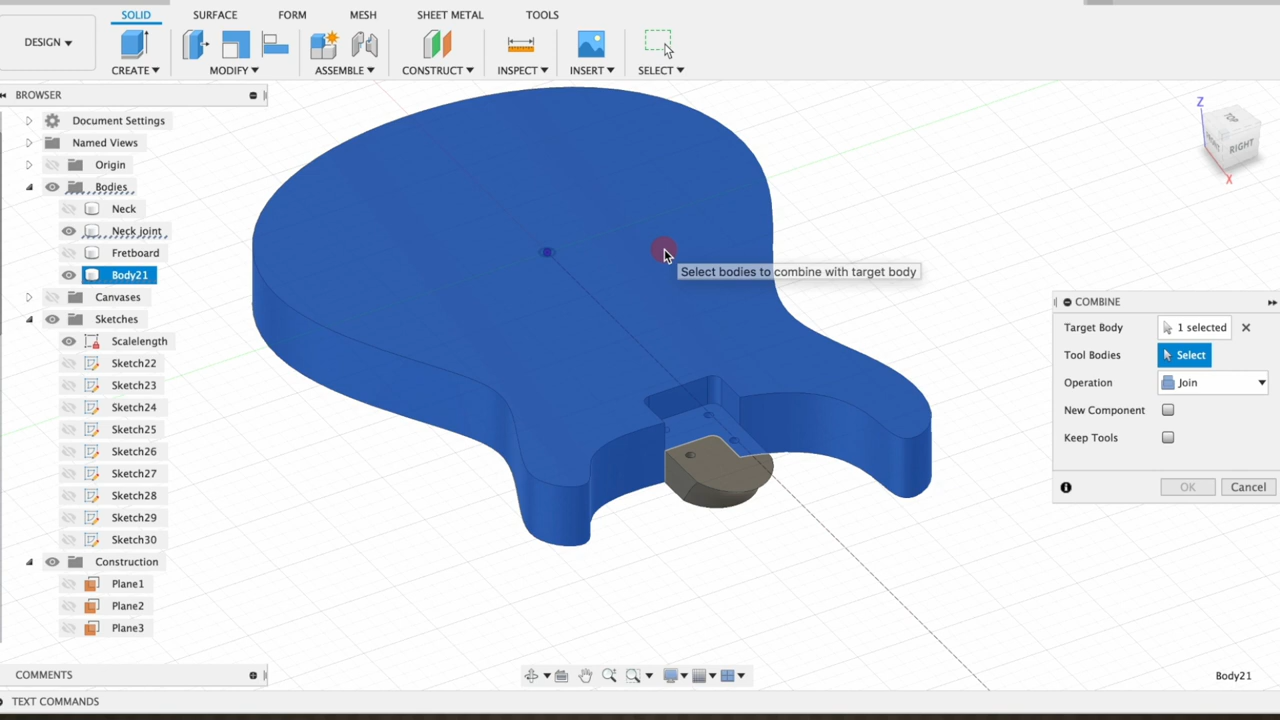 SOLID SURFACE FORM MESH SHEET METAL TOOLS
DESIGN
CREATE MODIFY ASSEMBLE CONSTRUCT INSPECT INSERT SELECT
BROWSER
Document Settings
Named Views
Origin
Bodies
Neck
Neck joint
Fretboard
Body21
Canvases
Sketches
Scalelength
Sketch22
Sketch23
Sketch24
Sketch25
Sketch26
Sketch27
Sketch28
Sketch29
Sketch30
Construction
Plane1
Plane2
Plane3
Select bodies to combine with target body
Z
TOP
FRONT
RIGHT
X
COMBINE
Target Body 1 selected
Tool Bodies Select
Operation Join
New Component
Keep Tools
OK Cancel
COMMENTS
Body21
TEXT COMMANDS